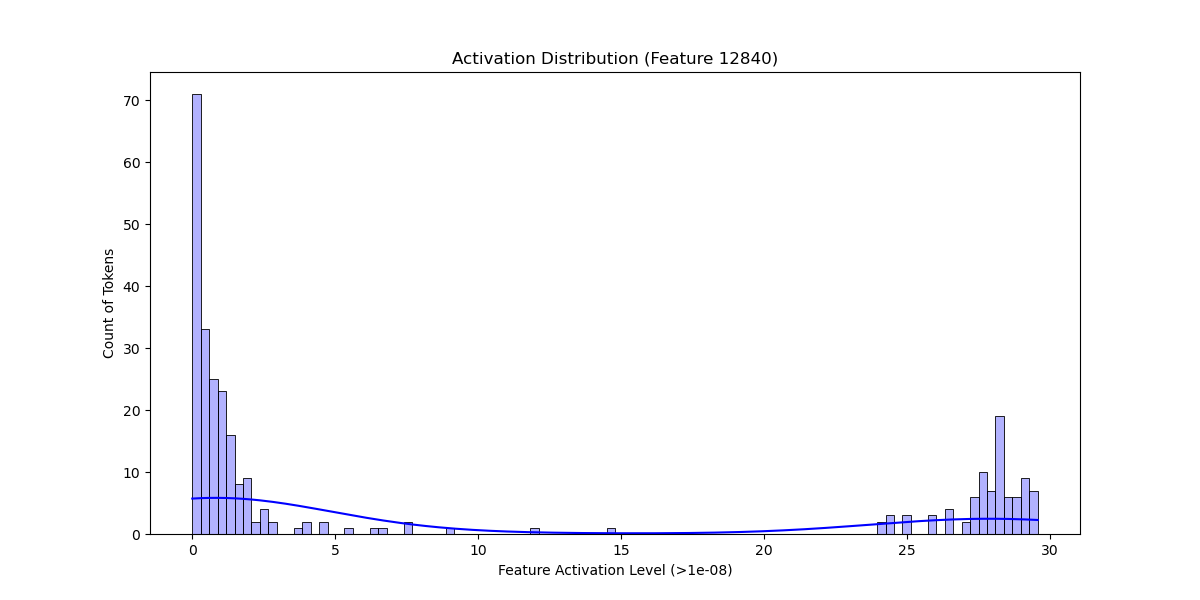 Activation Distribution (Feature 12840)
70
60
50
40
30
20
10
0
Count of Tokens
0 5 10 15 20 25 30
Feature Activation Level (>1e-08)